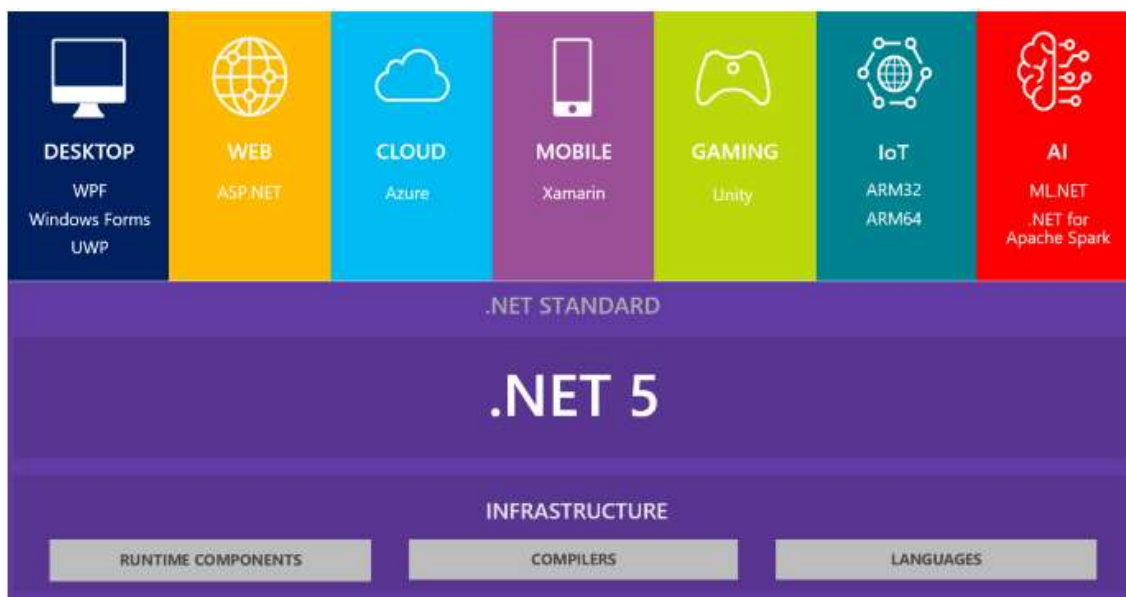 DESKTOP
WPF
Windows Forms
UWP
WEB
ASP.NET
CLOUD
Azure
MOBILE
Xamarin
GAMING
Unity
IoT
ARM32
ARM64
AI
ML.NET
.NET for
Apache Spark
.NET STANDARD
.NET 5
INFRASTRUCTURE
RUNTIME COMPONENTS
COMPILERS
LANGUAGES